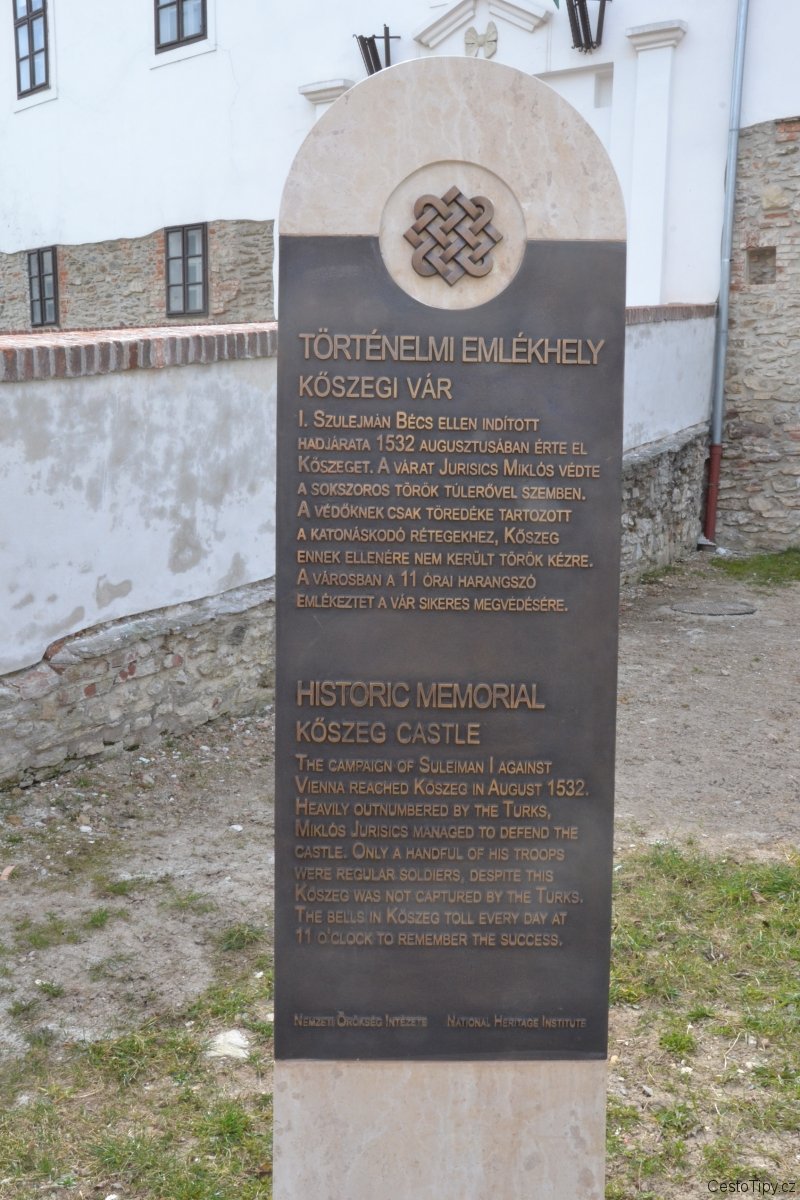 TÖRTÉNELMI EMLÉKHELY
KŐSZEGI VÁR
I. SZULEJMÁN BÉCS ELLEN INDÍTOTT
HADJÁRATA 1532 AUGUSZTUSÁBAN ÉRTE EL
KŐSZEGET. A VÁRAT JURISICS MIKLÓS VÉDTE
A SOKSZOROS TÖRÖK TÚLERŐVEL SZEMBEN.
A VÉDŐKNEK CSAK TÖREDÉKE TARTOZOTT
A KATONÁSKODÓ RÉTEGEKHEZ, KŐSZEG
ENNEK ELLENÉRE NEM KERÜLT TÖRÖK KÉZRE.
A VÁROSBAN A 11 ÓRAI HARANGSZÓ
EMLÉKEZTET A VÁR SIKERES MEGVÉDÉSÉRE.
HISTORIC MEMORIAL
KŐSZEG CASTLE
THE CAMPAIGN OF SULEIMAN I AGAINST
VIENNA REACHED KŐSZEG IN AUGUST 1532.
HEAVILY OUTNUMBERED BY THE TURKS,
MIKLÓS JURISICS MANAGED TO DEFEND THE
CASTLE. ONLY A HANDFUL OF HIS TROOPS
WERE REGULAR SOLDIERS, DESPITE THIS
KŐSZEG WAS NOT CAPTURED BY THE TURKS.
THE BELLS IN KŐSZEG TOLL EVERY DAY AT
11 O'CLOCK TO REMEMBER THE SUCCESS.
NEMZETI ÖRÖKSÉG INTÉZETE NATIONAL HERITAGE INSTITUTE
CestoTipy.cz